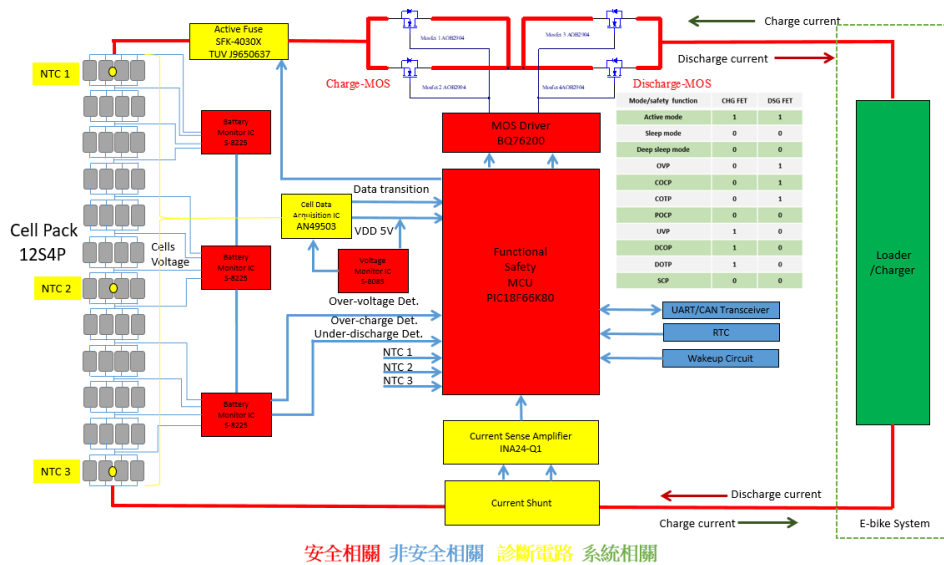 Active Fuse
SFK-4030X
TUV J9650637
Mosfet 1 AOB2904
Mosfet 3 AOB2904
Charge current
Discharge current
NTC 1
Charge-MOS
Discharge-MOS
Mosfet 2 AOB2904
Mosfet 4AOB2904
Mode/safety function CHG FET DSG FET
Active mode 1 1
Sleep mode 0 0
Deep sleep mode 0 0
OVP 0 1
COCP 0 1
COTP 0 1
POCP 0 0
UVP 1 0
DCOP 1 0
DOTP 1 0
SCP 0 0
Battery
Monitor IC
S-8225
MOS Driver
BQ76200
Data transition
Cell Data
Acquisition IC
AN49503
VDD 5V
Cell Pack
12S4P
Cells
Voltage
Battery
Monitor IC
S-8225
Voltage
Monitor IC
Functional
Safety
MCU
PIC18F66K80
Loader
/Charger
NTC 2
Over-voltage Det.
Over-charge Det.
Under-discharge Det.
UART/CAN Transceiver
RTC
Wakeup Circuit
NTC 1
NTC 2
NTC 3
Battery
Monitor IC
S-8225
Current Sense Amplifier
INA24-Q1
NTC 3
Current Shunt
Discharge current
Charge current
E-bike System
安全相關 非安全相關 診斷電路 系統相關